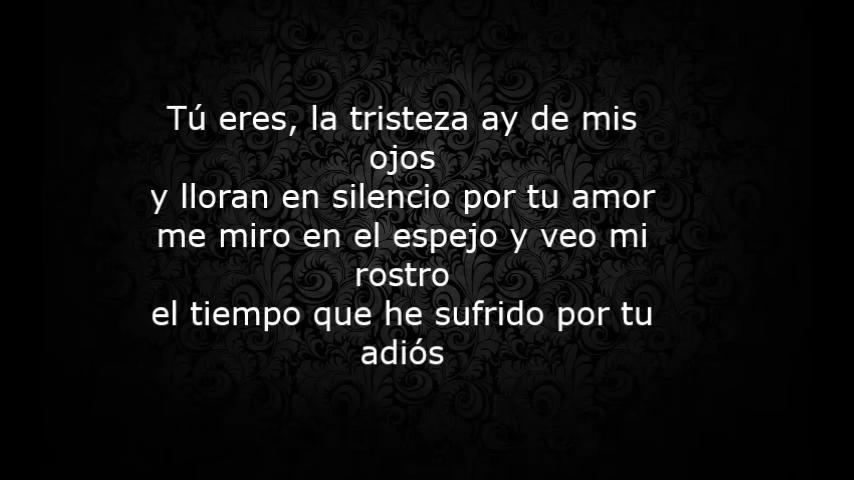 Tú eres, la tristeza ay de mis
ojos
y lloran en silencio por tu amor
me miro en el espejo y veo mi
rostro
el tiempo que he sufrido por tu
adiós